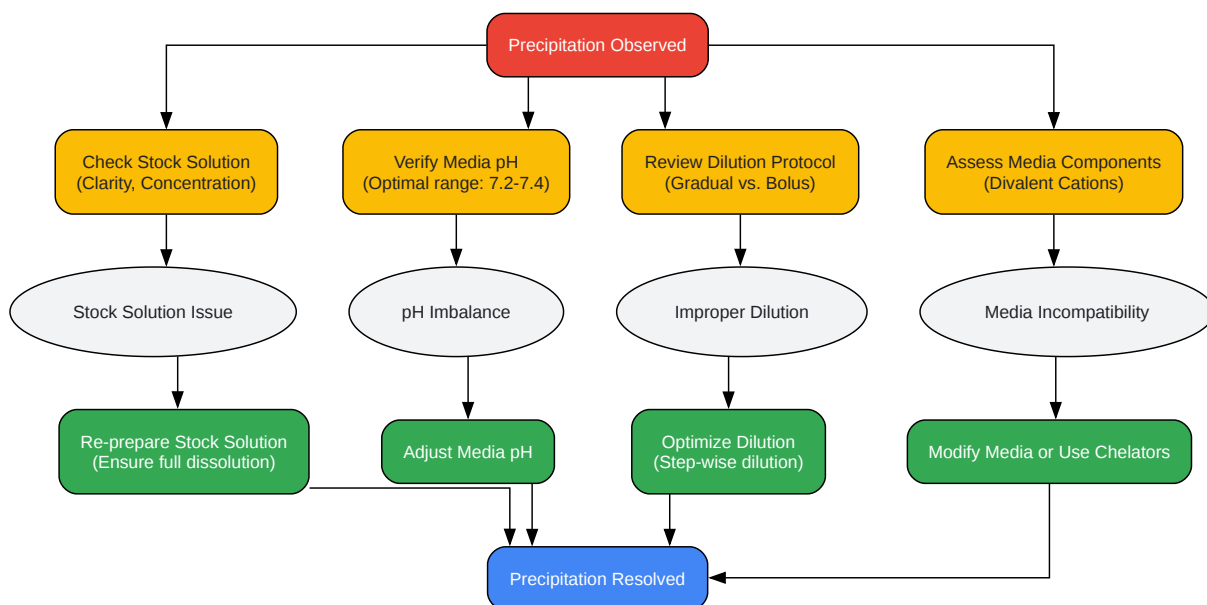 Precipitation Observed
Check Stock Solution
(Clarity, Concentration)
Verify Media pH
(Optimal range: 7.2-7.4)
Review Dilution Protocol
(Gradual vs. Bolus)
Assess Media Components
(Divalent Cations)
Stock Solution Issue
pH Imbalance
Improper Dilution
Media Incompatibility
Re-prepare Stock Solution
(Ensure full dissolution)
Adjust Media pH
Optimize Dilution
(Step-wise dilution)
Modify Media or Use Chelators
Precipitation Resolved